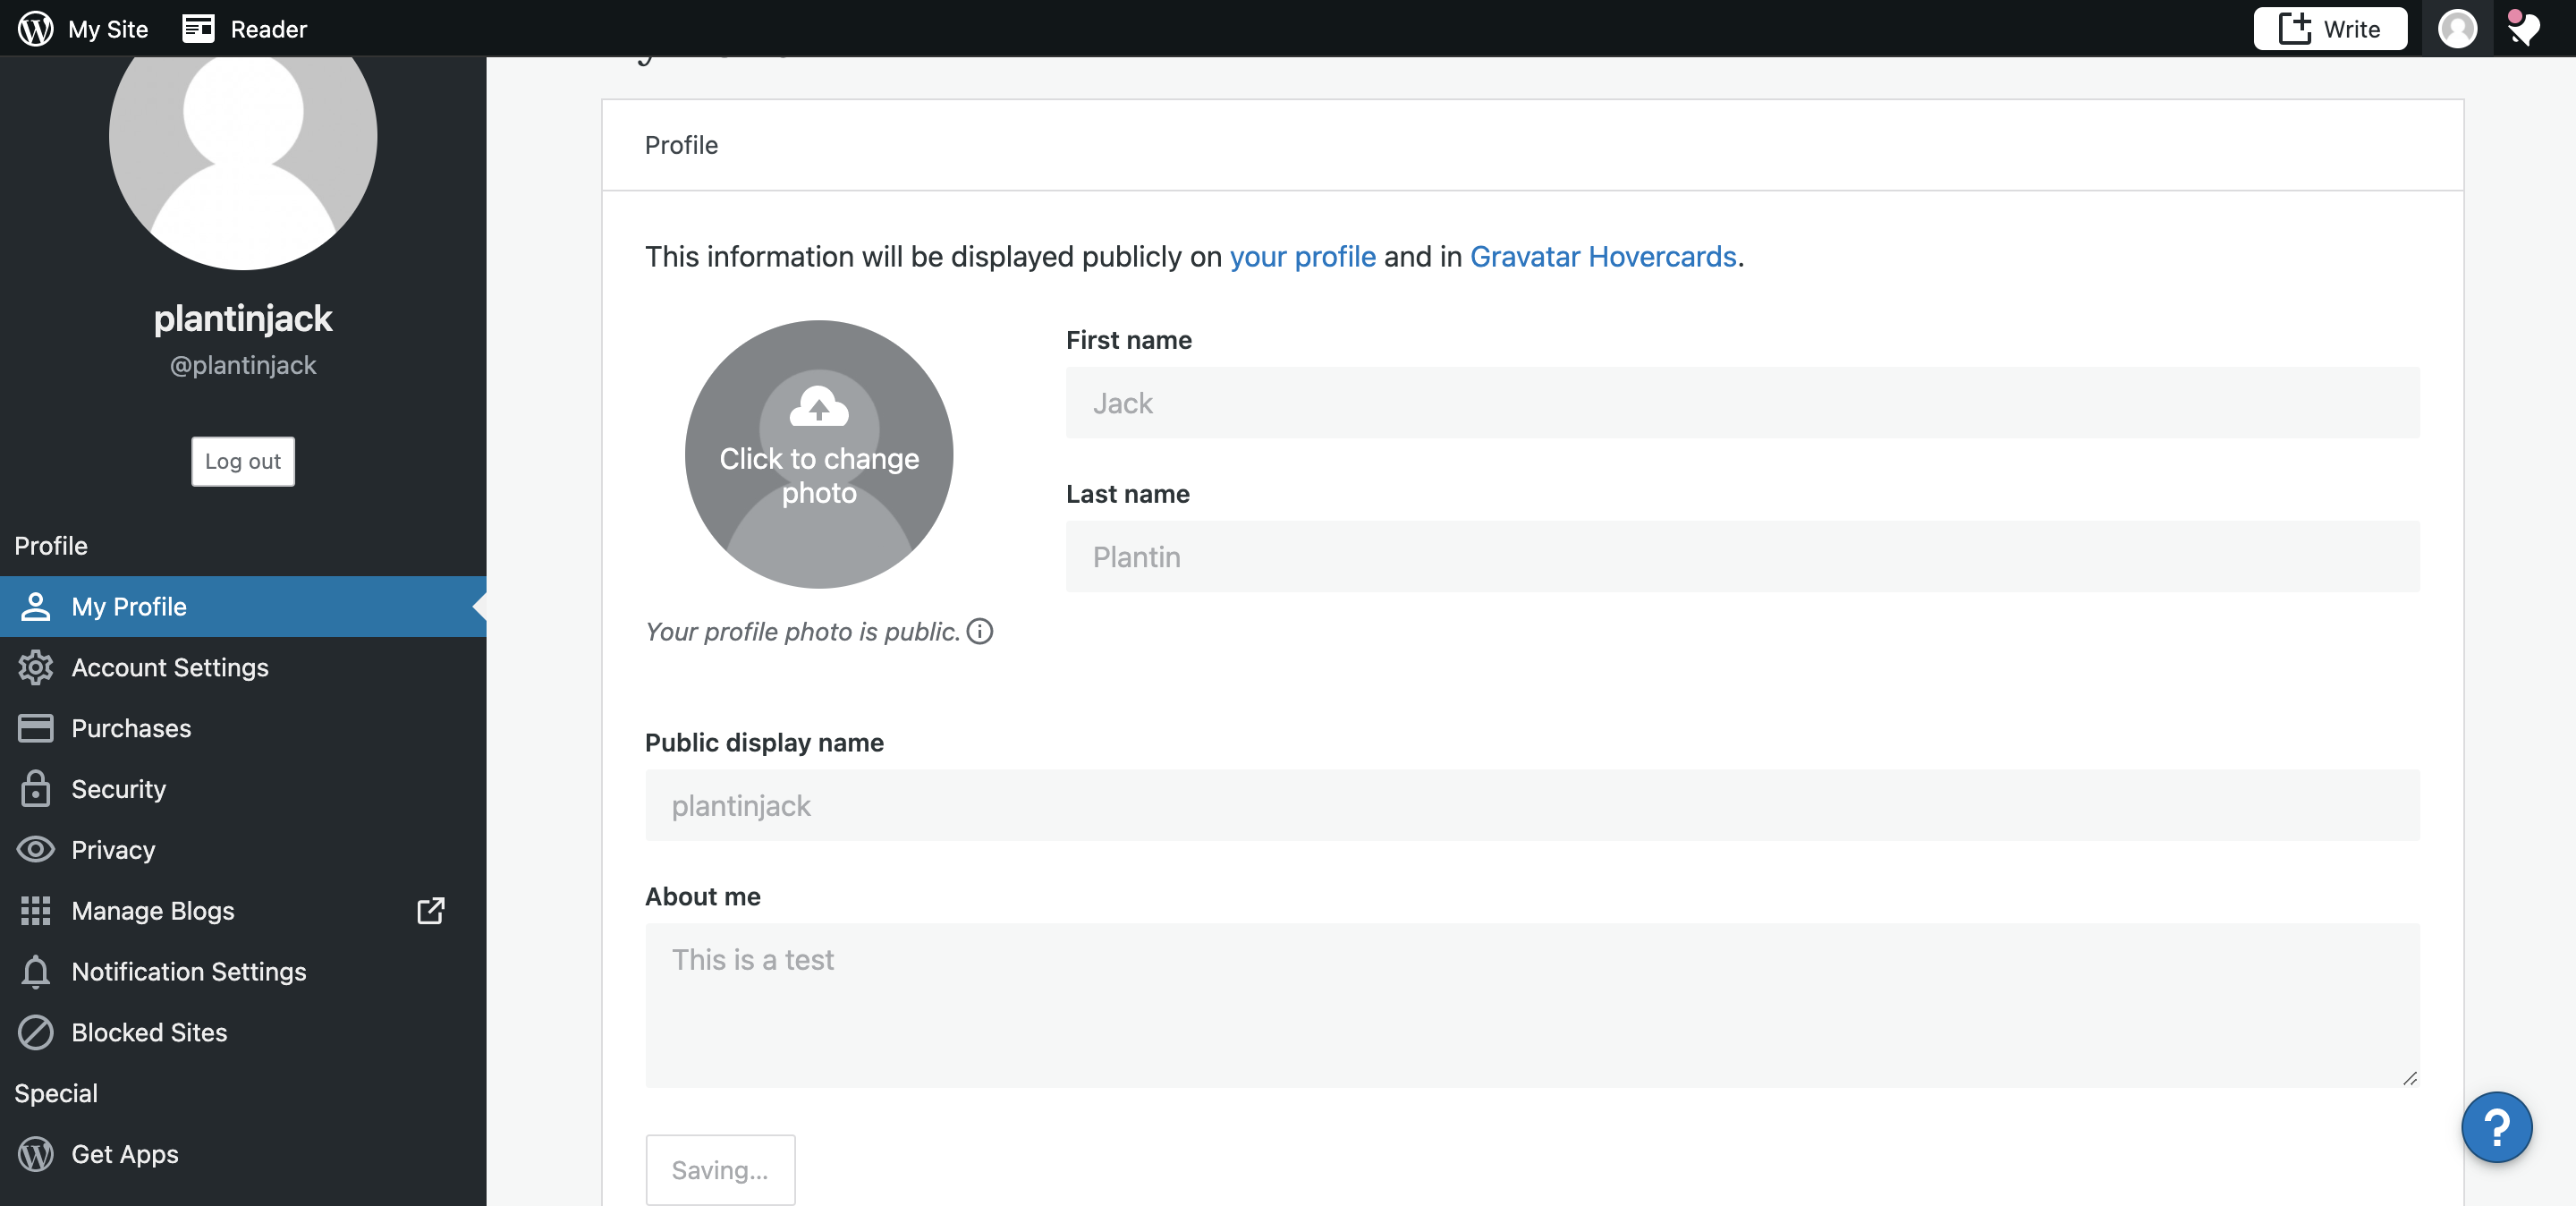 My Site
Reader
Write
plantinjack
@plantinjack
Log out
Profile
My Profile
Account Settings
Purchases
Security
Privacy
Manage Blogs
Notification Settings
Blocked Sites
Special
Get Apps
Profile
This information will be displayed publicly on your profile and in Gravatar Hovercards.
Click to change
photo
Your profile photo is public.
First name
Jack
Last name
Plantin
Public display name
plantinjack
About me
This is a test
Saving...
?